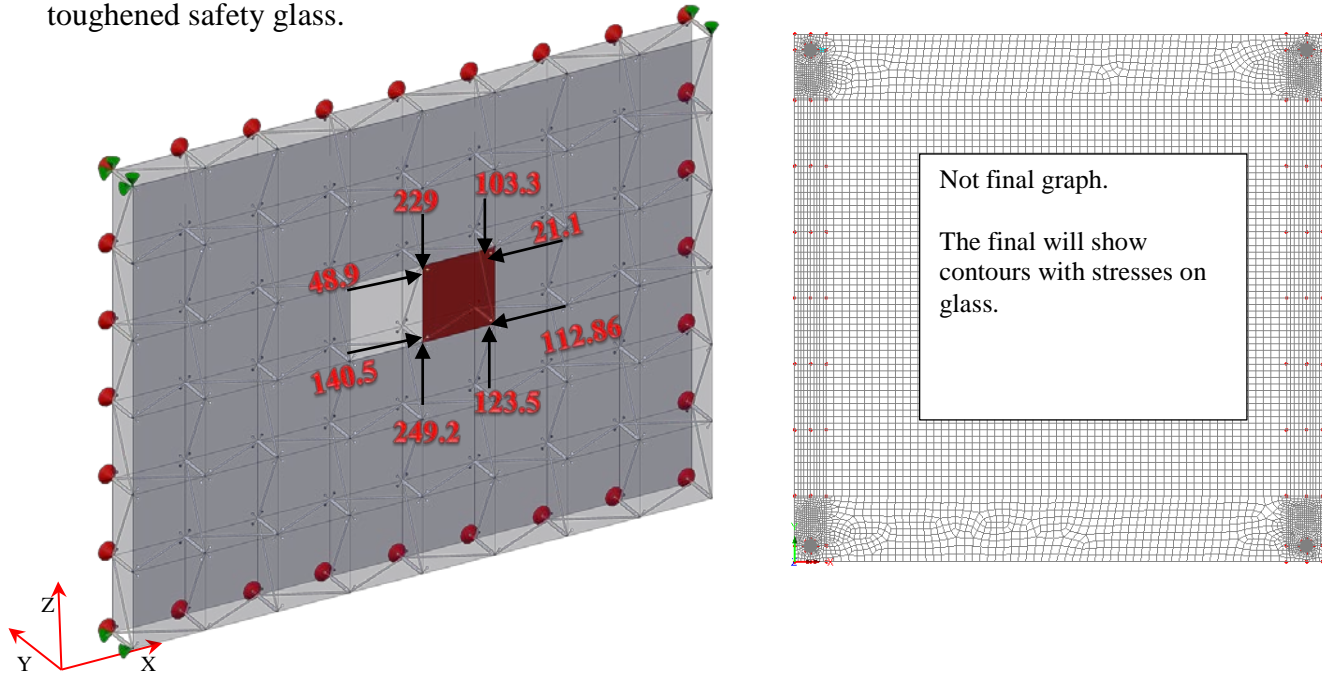 toughened safety glass.
229
103.3
21.1
48.9
112.86
140.5
123.5
249.2
Z
Y
X
Not final graph.
The final will show
contours with stresses on
glass.